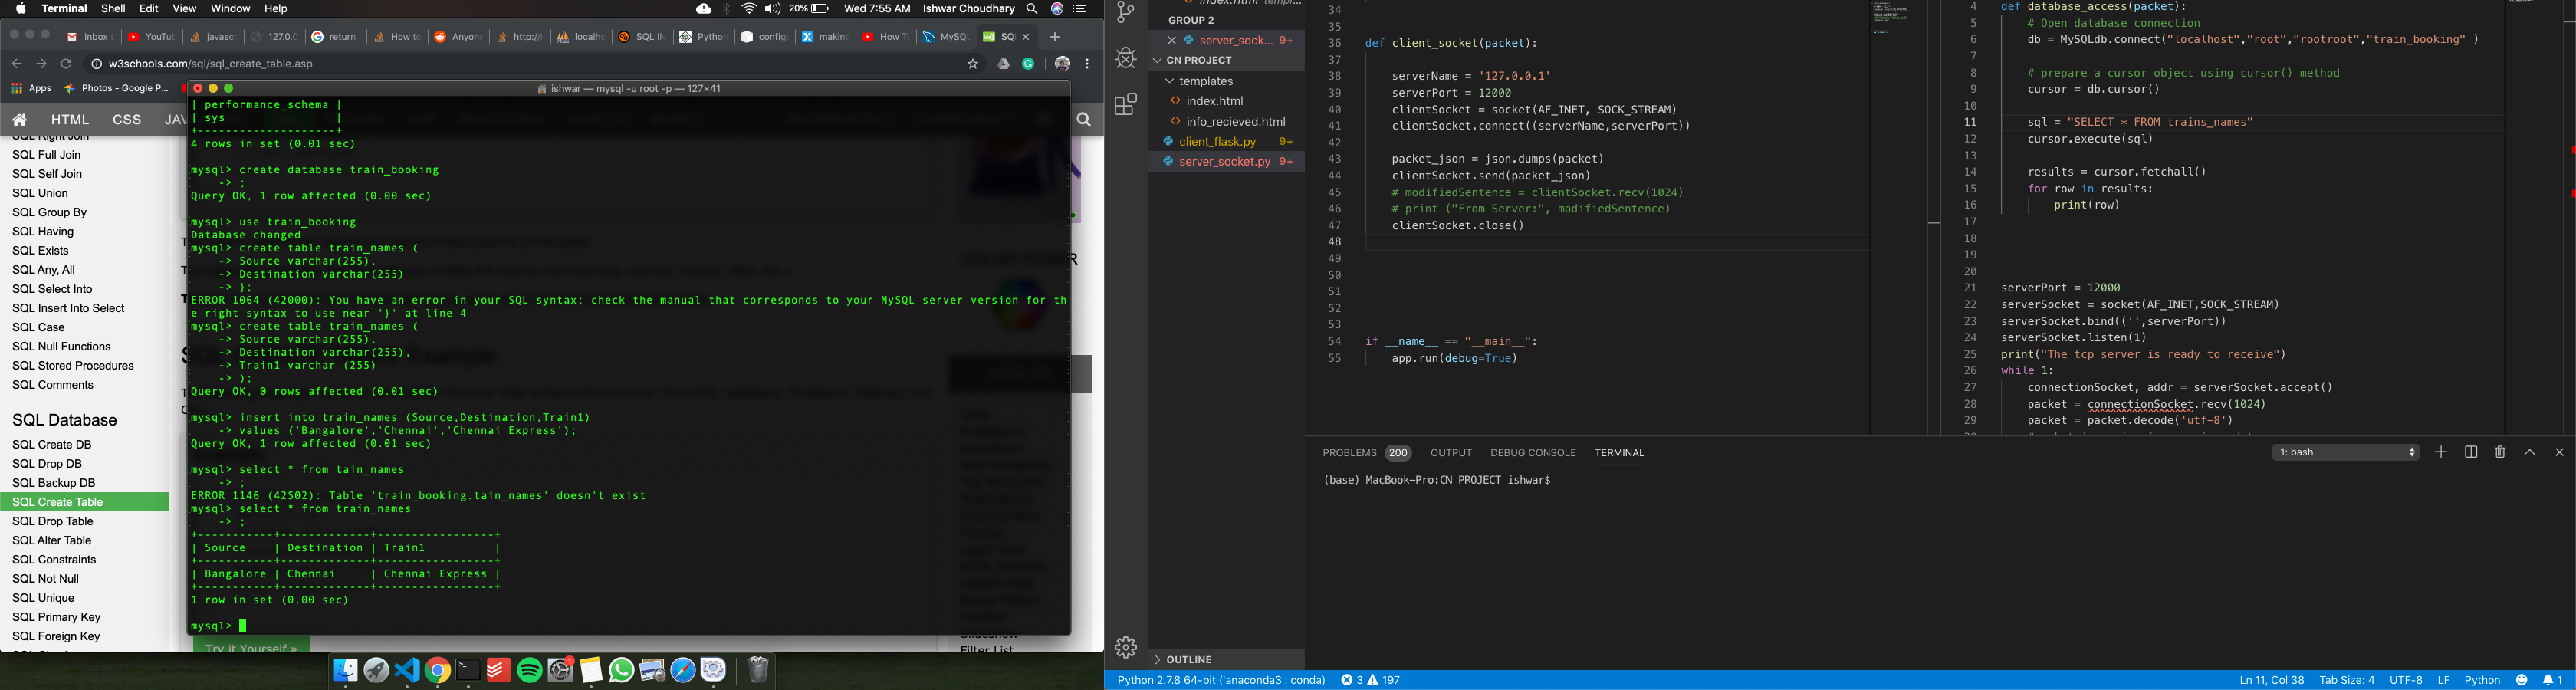 Terminal Shell Edit View Window Help
20% Wed 7:55 AM Ishwar Choudhary
Inbox ( YouTub javascr 127.0.0 return How to Anyon http:// localho SQL IN Python config makin How T MySQL SQ
w3schools.com/sql/sql_create_table.asp
Apps Photos - Google P...
HTML CSS JAV
SQL Right Join
SQL Full Join
SQL Self Join
SQL Union
SQL Group By
SQL Having
SQL Exists
SQL Any, All
SQL Select Into
SQL Insert Into Select
SQL Case
SQL Null Functions
SQL Stored Procedures
SQL Comments
SQL Database
SQL Create DB
SQL Drop DB
SQL Backup DB
SQL Create Table
SQL Drop Table
SQL Alter Table
SQL Constraints
SQL Not Null
SQL Unique
SQL Primary Key
SQL Foreign Key
ishwar — mysql -u root -p — 127×41
| performance_schema |
| sys |
+--------------------+
4 rows in set (0.01 sec)
mysql> create database train_booking
-> ;
Query OK, 1 row affected (0.00 sec)
mysql> use train_booking
Database changed
mysql> create table train_names (
-> Source varchar(255),
-> Destination varchar(255)
-> };
ERROR 1064 (42000): You have an error in your SQL syntax; check the manual that corresponds to your MySQL server version for th
e right syntax to use near '}' at line 4
mysql> create table train_names (
-> Source varchar(255),
-> Destination varchar(255),
-> Train1 varchar (255)
-> );
Query OK, 0 rows affected (0.01 sec)
mysql> insert into train_names (Source,Destination,Train1)
-> values ('Bangalore','Chennai','Chennai Express');
Query OK, 1 row affected (0.01 sec)
mysql> select * from tain_names
-> ;
ERROR 1146 (42S02): Table 'train_booking.tain_names' doesn't exist
mysql> select * from train_names
-> ;
+-----------+-------------+-----------------+
| Source | Destination | Train1 |
+-----------+-------------+-----------------+
| Bangalore | Chennai | Chennai Express |
+-----------+-------------+-----------------+
1 row in set (0.00 sec)
mysql>
Try it Yourself »
Slideshow
Filter List
index.html templ...
GROUP 2
server_sock... 9+
CN PROJECT
templates
index.html
info_recieved.html
client_flask.py 9+
server_socket.py 9+
OUTLINE
34
35
36 def client_socket(packet):
37
38 serverName = '127.0.0.1'
39 serverPort = 12000
40 clientSocket = socket(AF_INET, SOCK_STREAM)
41 clientSocket.connect((serverName,serverPort))
42
43 packet_json = json.dumps(packet)
44 clientSocket.send(packet_json)
45 # modifiedSentence = clientSocket.recv(1024)
46 # print ("From Server:", modifiedSentence)
47 clientSocket.close()
48
49
50
51
52
53
54 if __name__ == "__main__":
55 app.run(debug=True)
4 def database_access(packet):
5 # Open database connection
6 db = MySQLdb.connect("localhost","root","rootroot","train_booking" )
7
8 # prepare a cursor object using cursor() method
9 cursor = db.cursor()
10
11 sql = "SELECT * FROM trains_names"
12 cursor.execute(sql)
13
14 results = cursor.fetchall()
15 for row in results:
16 print(row)
17
18
19
20
21 serverPort = 12000
22 serverSocket = socket(AF_INET,SOCK_STREAM)
23 serverSocket.bind(('',serverPort))
24 serverSocket.listen(1)
25 print("The tcp server is ready to receive")
26 while 1:
27 connectionSocket, addr = serverSocket.accept()
28 packet = connectionSocket.recv(1024)
29 packet = packet.decode('utf-8')
PROBLEMS 200 OUTPUT DEBUG CONSOLE TERMINAL 1: bash
(base) MacBook-Pro:CN PROJECT ishwar$
Python 2.7.8 64-bit ('anaconda3': conda) 3 197 Ln 11, Col 38 Tab Size: 4 UTF-8 LF Python 1